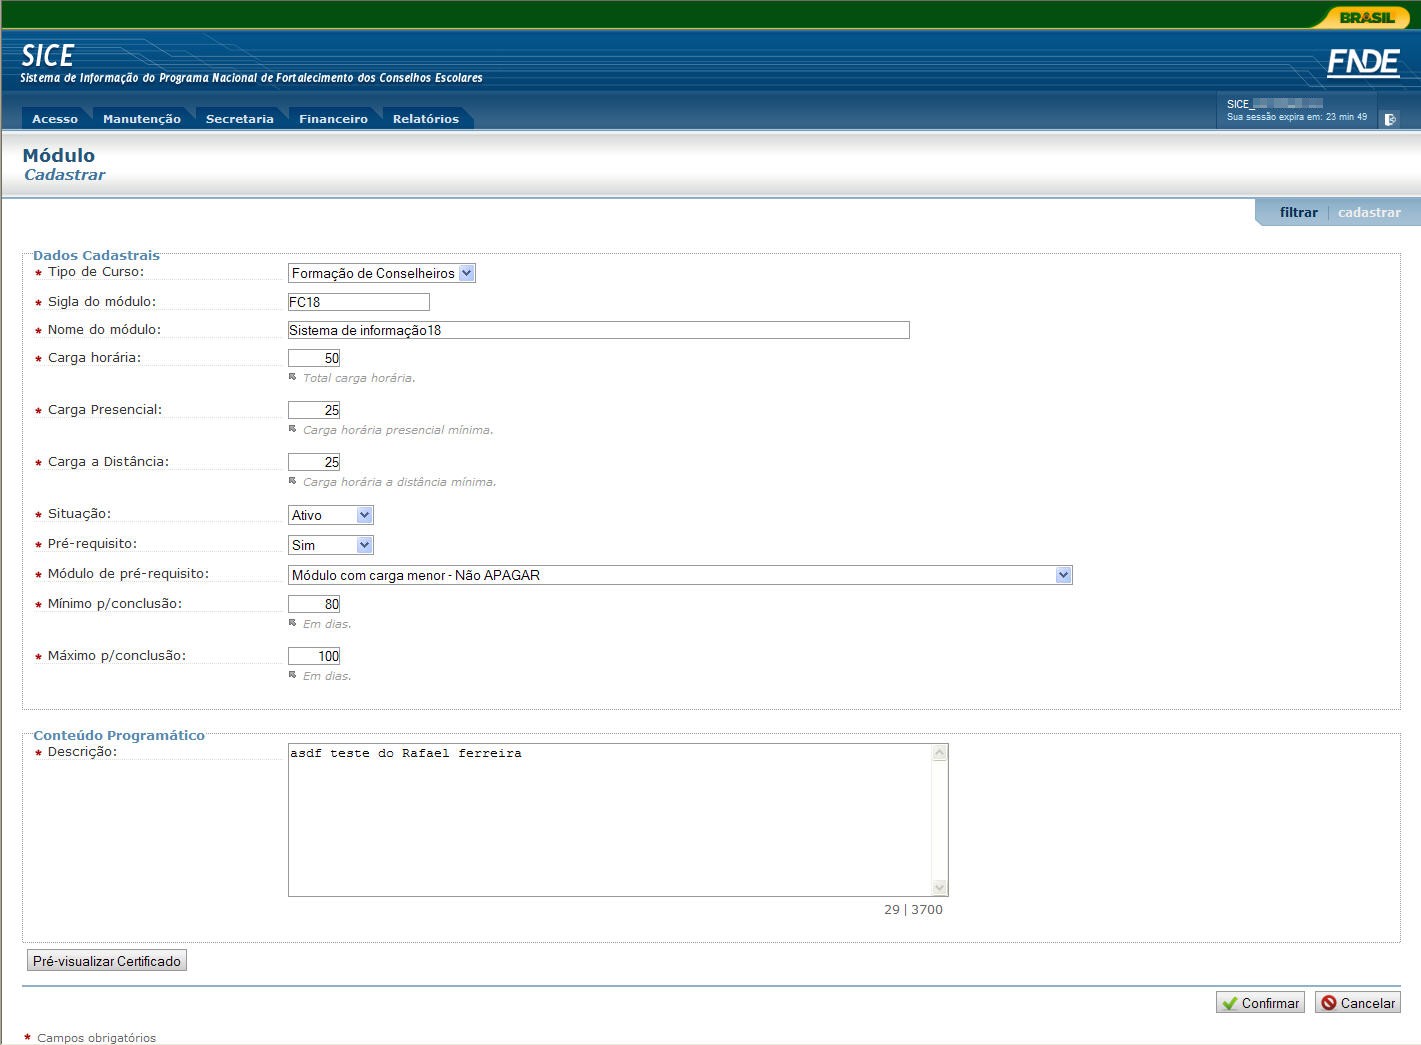 BRASIL
SICE
Sistema de Informação do Programa Nacional de Fortalecimento dos Conselhos Escolares
FNDE
Acesso Manutenção Secretaria Financeiro Relatórios
SICE_
Sua sessão expira em: 23 min 49
Módulo
Cadastrar
filtrar | cadastrar
Dados Cadastrais
* Tipo de Curso: Formação de Conselheiros
* Sigla do módulo: FC18
* Nome do módulo: Sistema de informação18
* Carga horária: 50
Total carga horária.
* Carga Presencial: 25
Carga horária presencial mínima.
* Carga a Distância: 25
Carga horária a distância mínima.
* Situação: Ativo
* Pré-requisito: Sim
* Módulo de pré-requisito: Módulo com carga menor - Não APAGAR
* Mínimo p/conclusão: 80
Em dias.
* Máximo p/conclusão: 100
Em dias.
Conteúdo Programático
* Descrição: asdf teste do Rafael ferreira
29 | 3700
Pré-visualizar Certificado
Confirmar Cancelar
* Campos obrigatórios